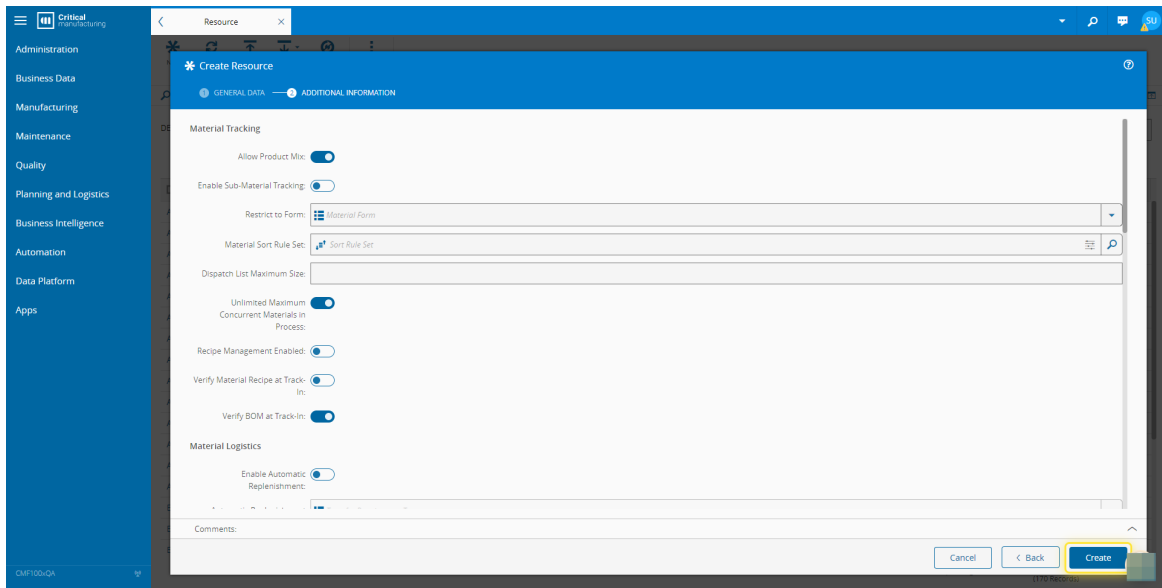 Critical
manufacturing
Resource
SU
Administration
Business Data
Manufacturing
Maintenance
Quality
Planning and Logistics
Business Intelligence
Automation
Data Platform
Apps
CMF100xQA
Create Resource
1 GENERAL DATA
2 ADDITIONAL INFORMATION
Material Tracking
Allow Product Mix:
Enable Sub-Material Tracking:
Restrict to Form: Material Form
Material Sort Rule Set: Sort Rule Set
Dispatch List Maximum Size:
Unlimited Maximum
Concurrent Materials in
Process:
Recipe Management Enabled:
Verify Material Recipe at Track-
In:
Verify BOM at Track-In:
Material Logistics
Enable Automatic
Replenishment:
Comments:
Cancel
Back
Create
(170 Records)